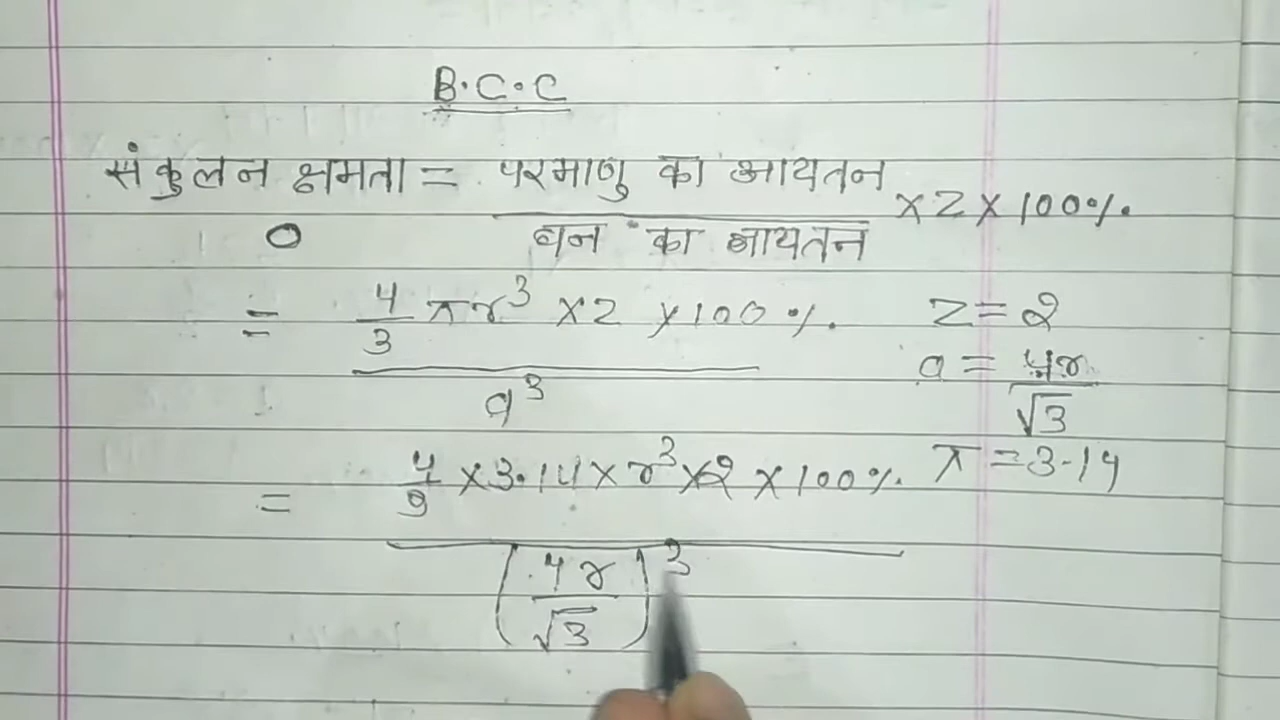 B.C.C
संकुलन क्षमता = परमाणु का आयतन × Z × 100%
घन का आयतन
= 4/3 πr³ × Z × 100%
a³
Z = 2
a = 4r/√3
π = 3.14
= 4/3 × 3.14 × r³ × 2 × 100%
(4r/√3)³